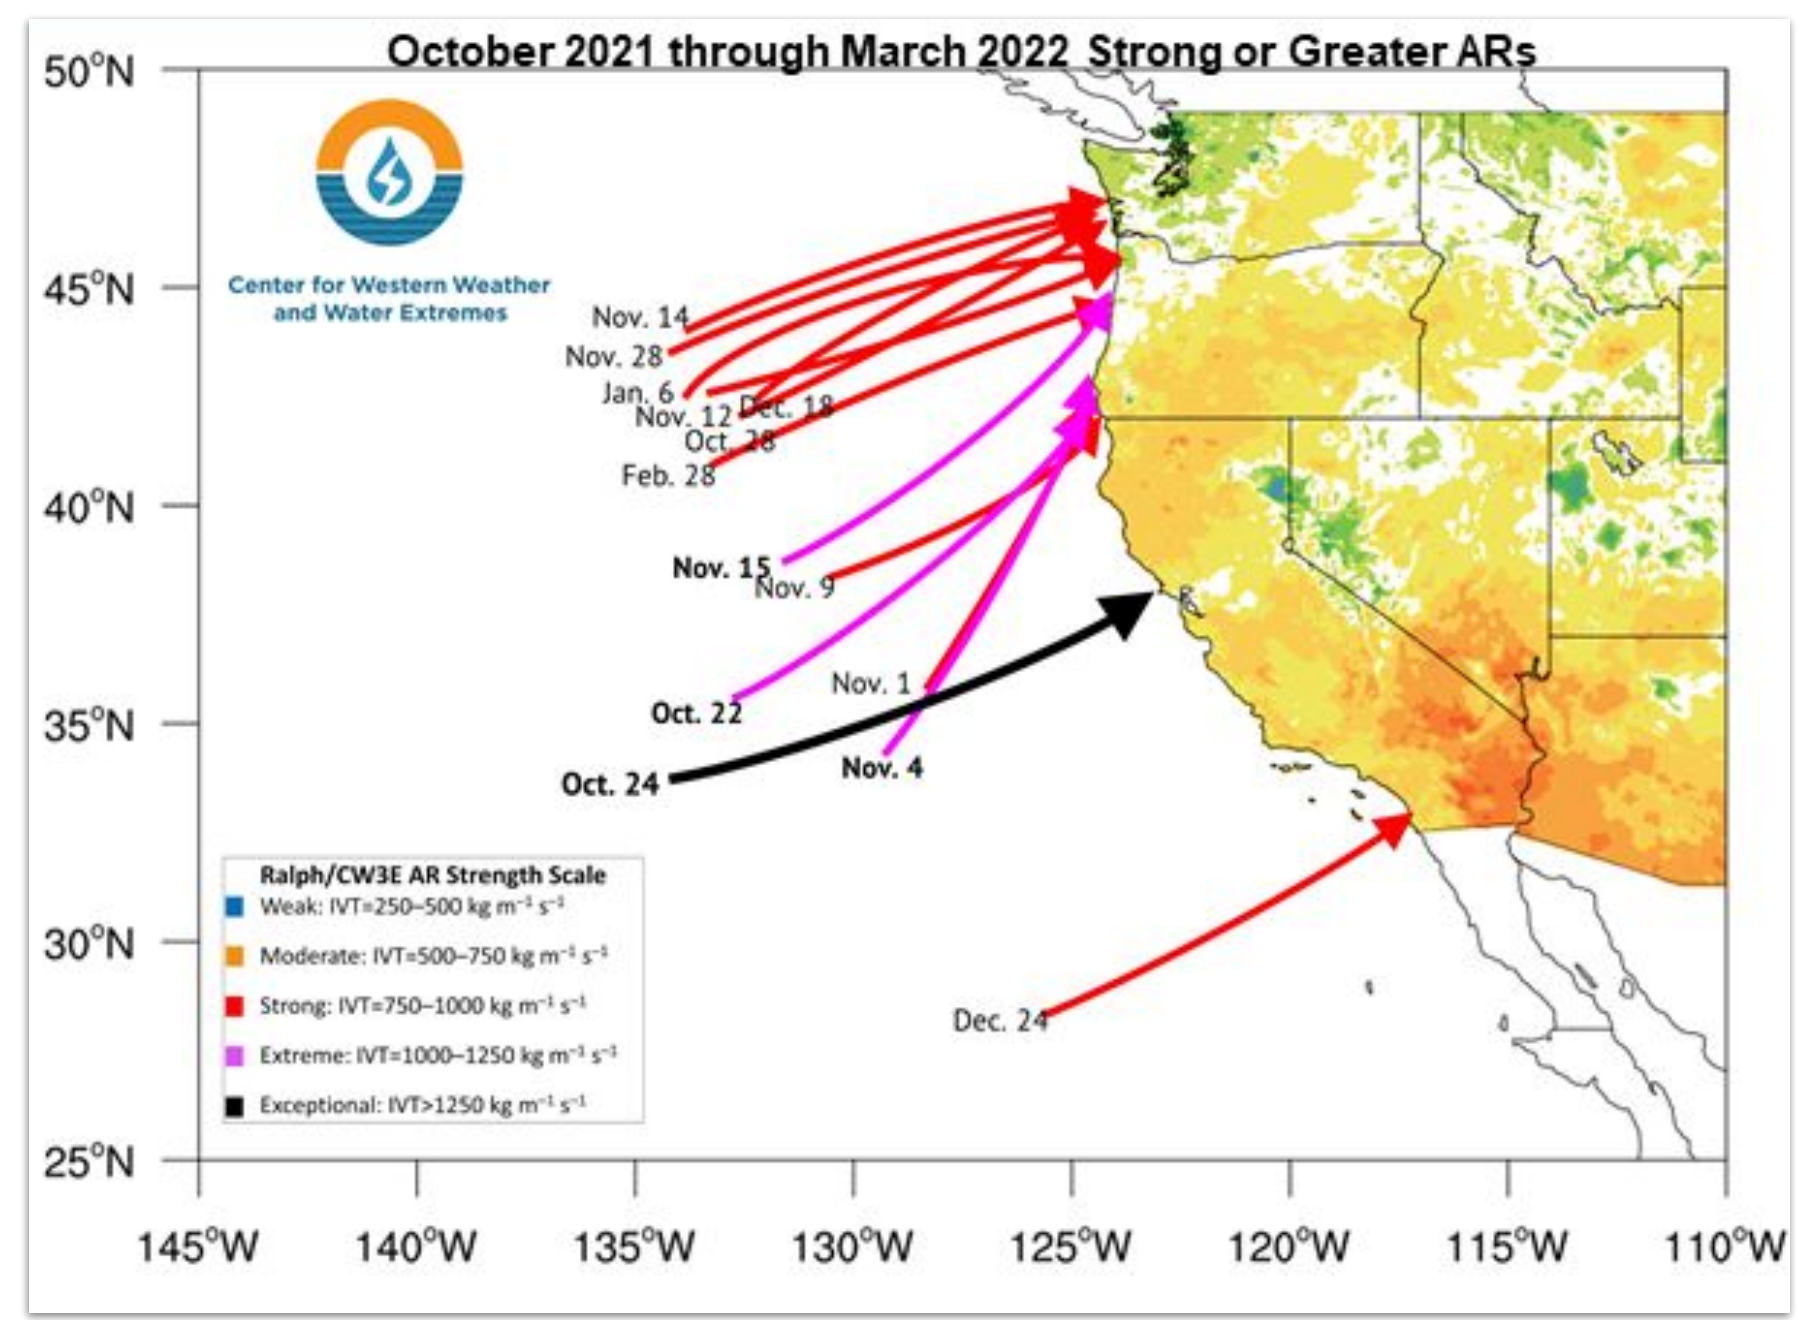 October 2021 through March 2022 Strong or Greater ARs
50°N
45°N
40°N
35°N
30°N
25°N
Center for Western Weather
and Water Extremes
Nov. 14
Nov. 28
Jan. 6
Nov. 12
Dec. 18
Oct. 28
Feb. 28
Nov. 15
Nov. 9
Nov. 1
Oct. 22
Nov. 4
Oct. 24
Dec. 24
Ralph/CW3E AR Strength Scale
Weak: IVT=250–500 kg m⁻¹ s⁻¹
Moderate: IVT=500–750 kg m⁻¹ s⁻¹
Strong: IVT=750–1000 kg m⁻¹ s⁻¹
Extreme: IVT=1000–1250 kg m⁻¹ s⁻¹
Exceptional: IVT>1250 kg m⁻¹ s⁻¹
145°W
140°W
135°W
130°W
125°W
120°W
115°W
110°W